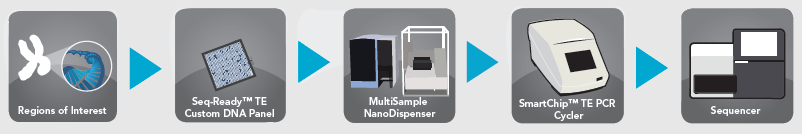 Regions of Interest
Seq-Ready™ TE
Custom DNA Panel
MultiSample
NanoDispenser
SmartChip™ TE PCR
Cycler
Sequencer